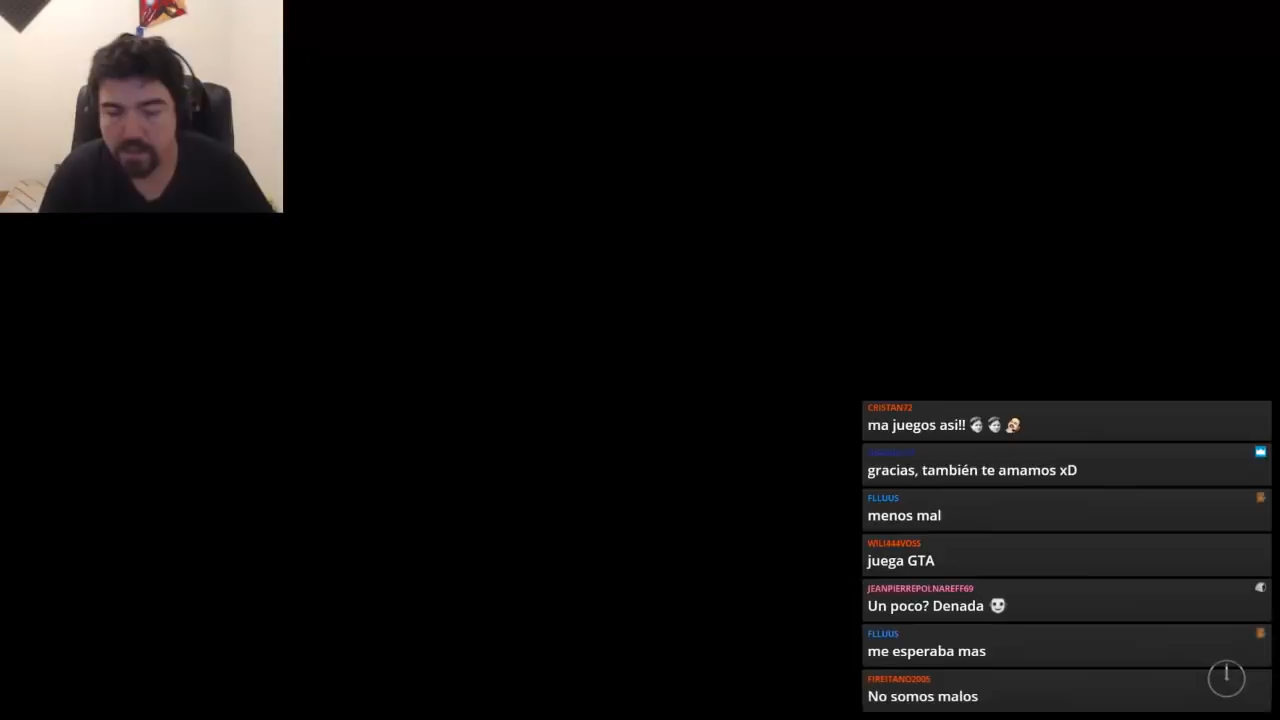 CRISTAN72
ma juegos asi!!
gracias, también te amamos xD
FLLUUS
menos mal
WILI444VOSS
juega GTA
JEANPIERREPOLNAREFF69
Un poco? Denada
FLLUUS
me esperaba mas
FIREITANO2005
No somos malos